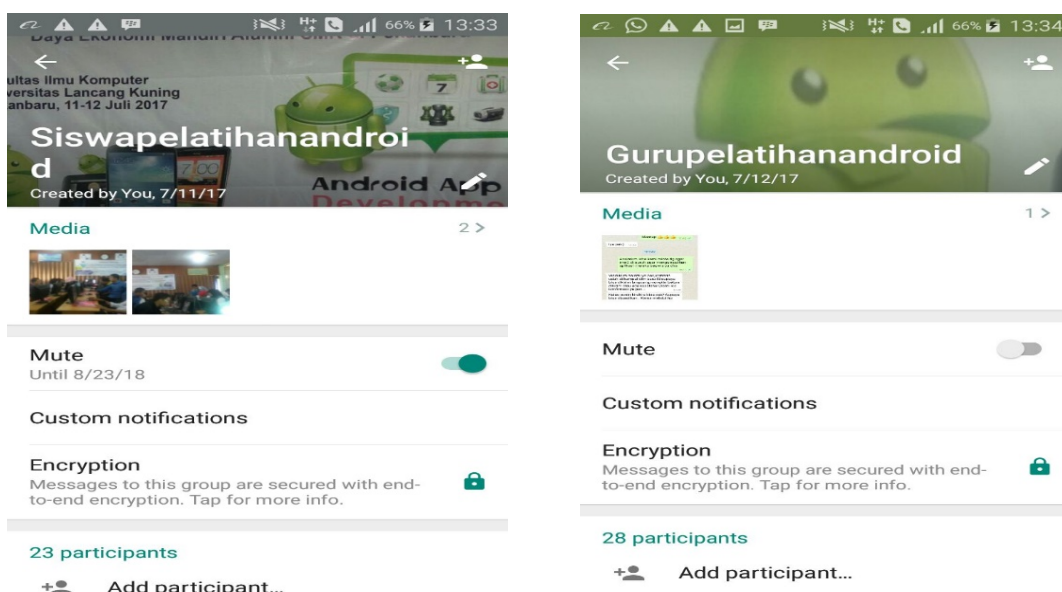 66% 13:33
Daya Ekonomi Mandiri Alumni
ultas Ilmu Komputer
versitas Lancang Kuning
anbaru, 11-12 Juli 2017
Siswapelatihanandroi
d
Created by You, 7/11/17
Android App
Developme
Media
2 >
Mute
Until 8/23/18
Custom notifications
Encryption
Messages to this group are secured with end-
to-end encryption. Tap for more info.
23 participants
Add participant...
66% 13:34
Gurupelatihanandroid
Created by You, 7/12/17
Media
1 >
Mute
Custom notifications
Encryption
Messages to this group are secured with end-
to-end encryption. Tap for more info.
28 participants
Add participant...